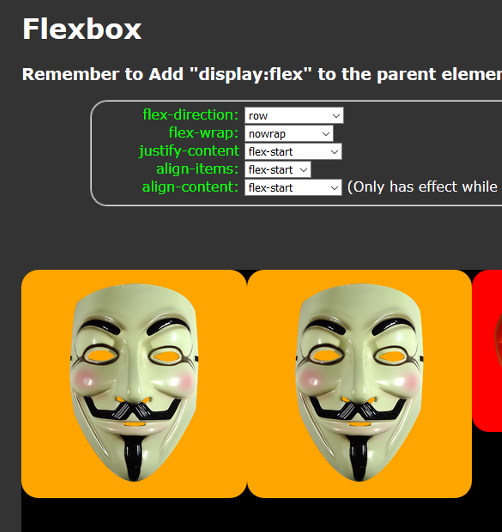 Flexbox
Remember to Add "display:flex" to the parent
flex-direction: row
flex-wrap: nowrap
justify-content flex-start
align-items: flex-start
align-content: flex-start (Only has effect while